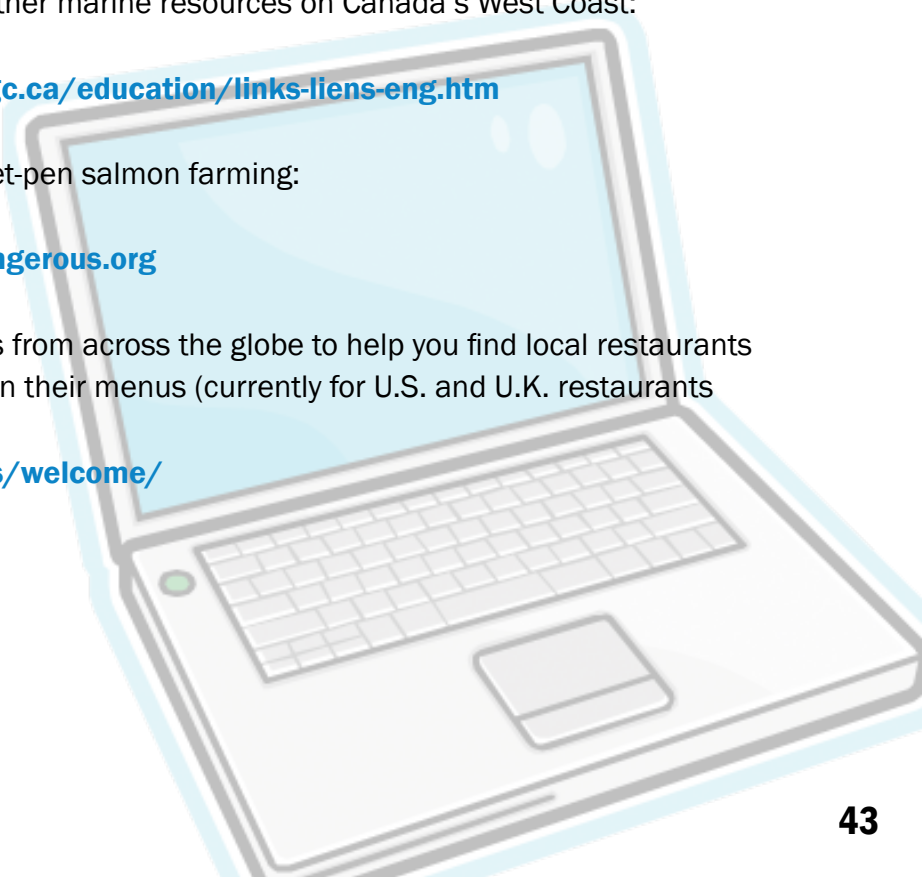 ther marine resources on Canada's West Coast:
gc.ca/education/links-liens-eng.htm
et-pen salmon farming:
ngerous.org
s from across the globe to help you find local restaurants
n their menus (currently for U.S. and U.K. restaurants
s/welcome/
43